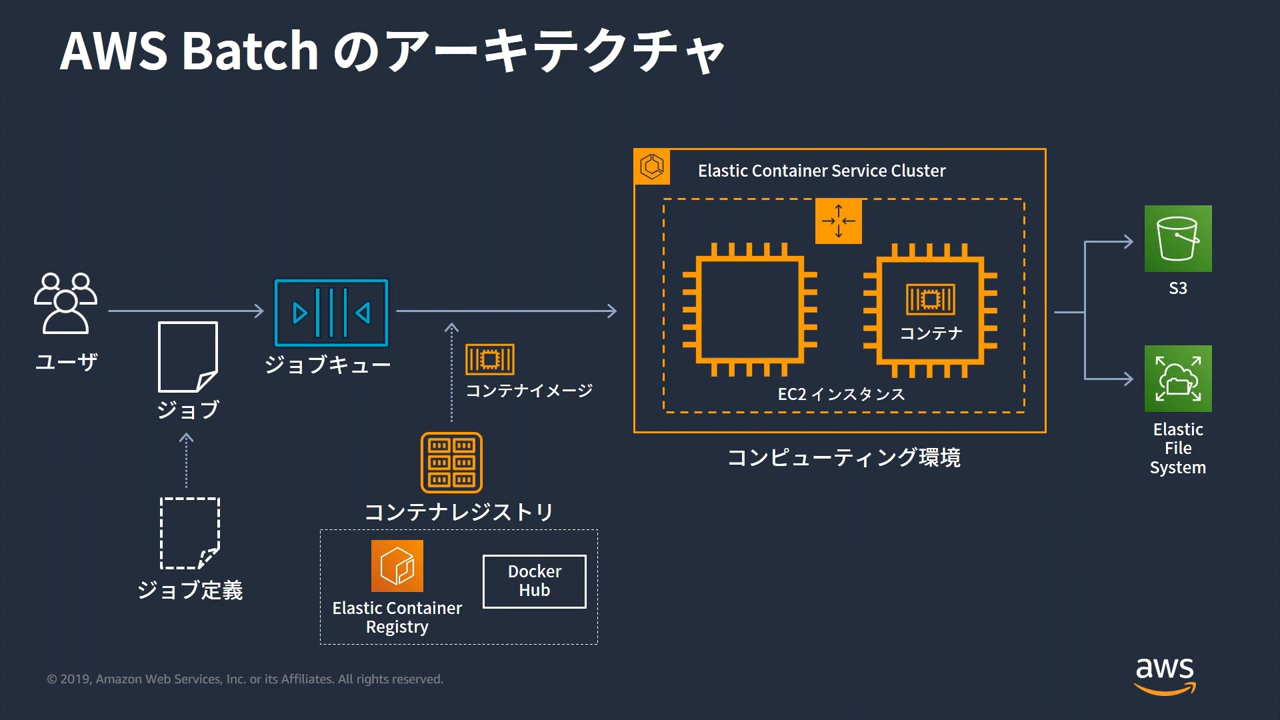 AWS Batch のアーキテクチャ
Elastic Container Service Cluster
コンテナ
EC2 インスタンス
コンピューティング環境
S3
Elastic
File
System
ユーザ
ジョブ
ジョブキュー
コンテナイメージ
コンテナレジストリ
ジョブ定義
Elastic Container
Registry
Docker
Hub
© 2019, Amazon Web Services, Inc. or its Affiliates. All rights reserved.
aws